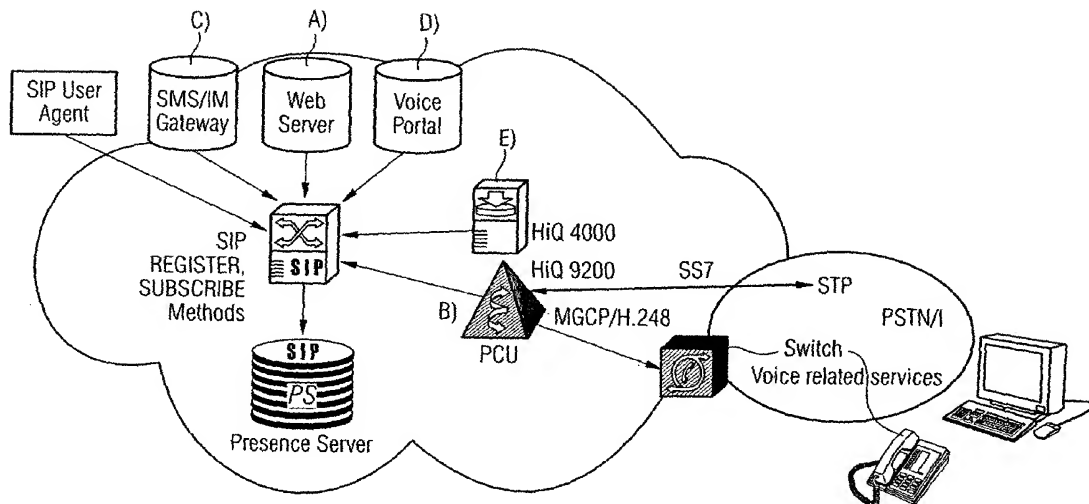 C)
A)
D)
SIP User
Agent
SMS/IM
Gateway
Web
Server
Voice
Portal
E)
HiQ 4000
SIP
SIP
REGISTER,
SUBSCRIBE
Methods
HiQ 9200
SS7
STP
B)
MGCP/H.248
PSTN/I
PCU
Switch
Voice related services
SIP
PS
Presence Server